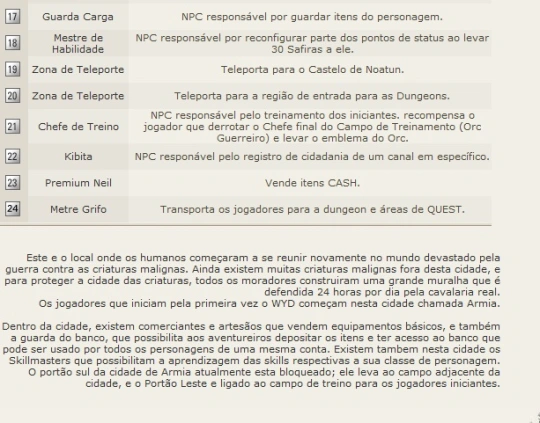 17 Guarda Carga NPC responsável por guardar itens do personagem.
18 Mestre de Habilidade NPC responsável por reconfigurar parte dos pontos de status ao levar 30 Safiras a ele.
19 Zona de Teleporte Teleporta para o Castelo de Noatun.
20 Zona de Teleporte Teleporta para a região de entrada para as Dungeons.
21 Chefe de Treino NPC responsável pelo treinamento dos iniciantes. recompensa o jogador que derrotar o Chefe final do Campo de Treinamento (Orc Guerreiro) e levar o emblema do Orc.
22 Kibita NPC responável pelo registro de cidadania de um canal em específico.
23 Premium Neil Vende itens CASH.
24 Metre Grifo Transporta os jogadores para a dungeon e áreas de QUEST.
Este e o local onde os humanos começaram a se reunir novamente no mundo devastado pela
guerra contra as criaturas malignas. Ainda existem muitas criaturas malignas fora desta cidade, e
para proteger a cidade das criaturas, todos os moradores construiram uma grande muralha que é
defendida 24 horas por dia pela cavalaria real.
Os jogadores que iniciam pela primeira vez o WYD começam nesta cidade chamada Armia.
Dentro da cidade, existem comerciantes e artesãos que vendem equipamentos básicos, e também
a guarda do banco, que possibilita aos aventureiros depositar os itens e ter acesso ao banco que
pode ser usado por todos os personagens de uma mesma conta. Existem tambem nesta cidade os
Skillmasters que possibilitam a aprendizagem das skills respectivas a sua classe de personagem.
O portão sul da cidade de Armia atualmente esta bloqueado; ele leva ao campo adjacente da
cidade, e o Portão Leste e ligado ao campo de treino para os jogadores iniciantes.